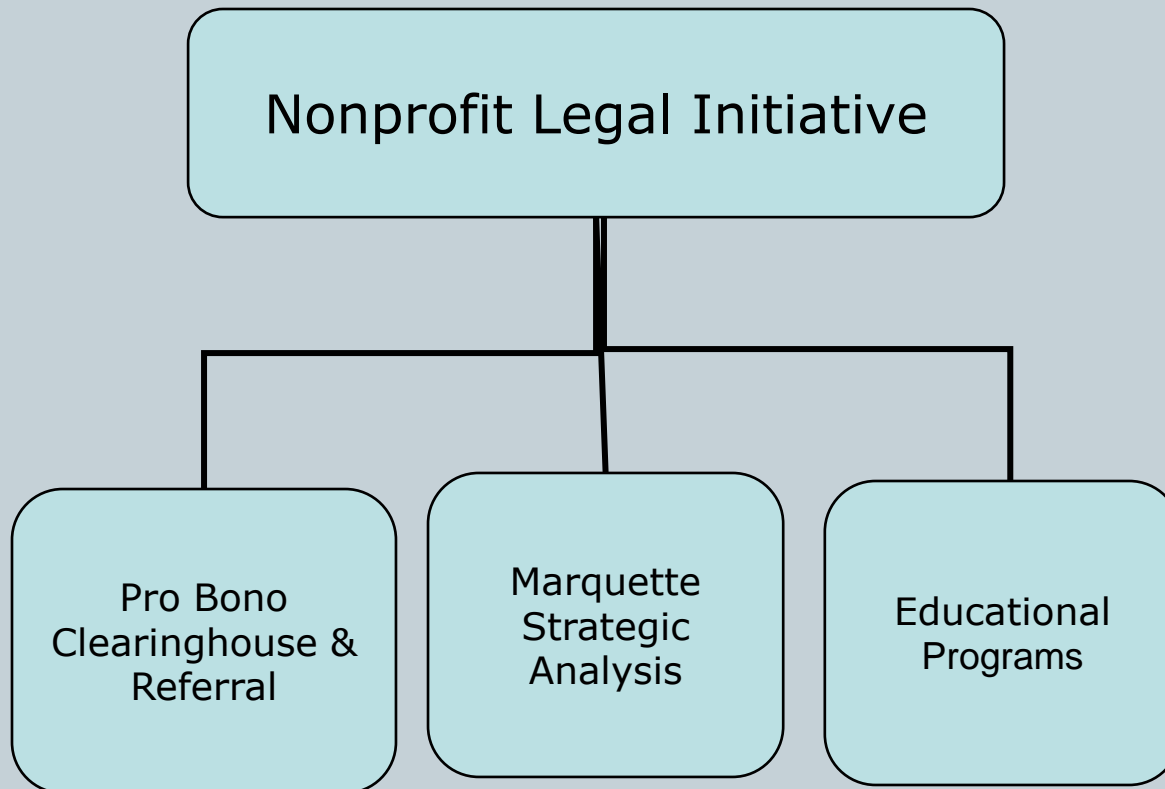 Nonprofit Legal Initiative
Pro Bono
Clearinghouse &
Referral
Marquette
Strategic
Analysis
Educational
Programs